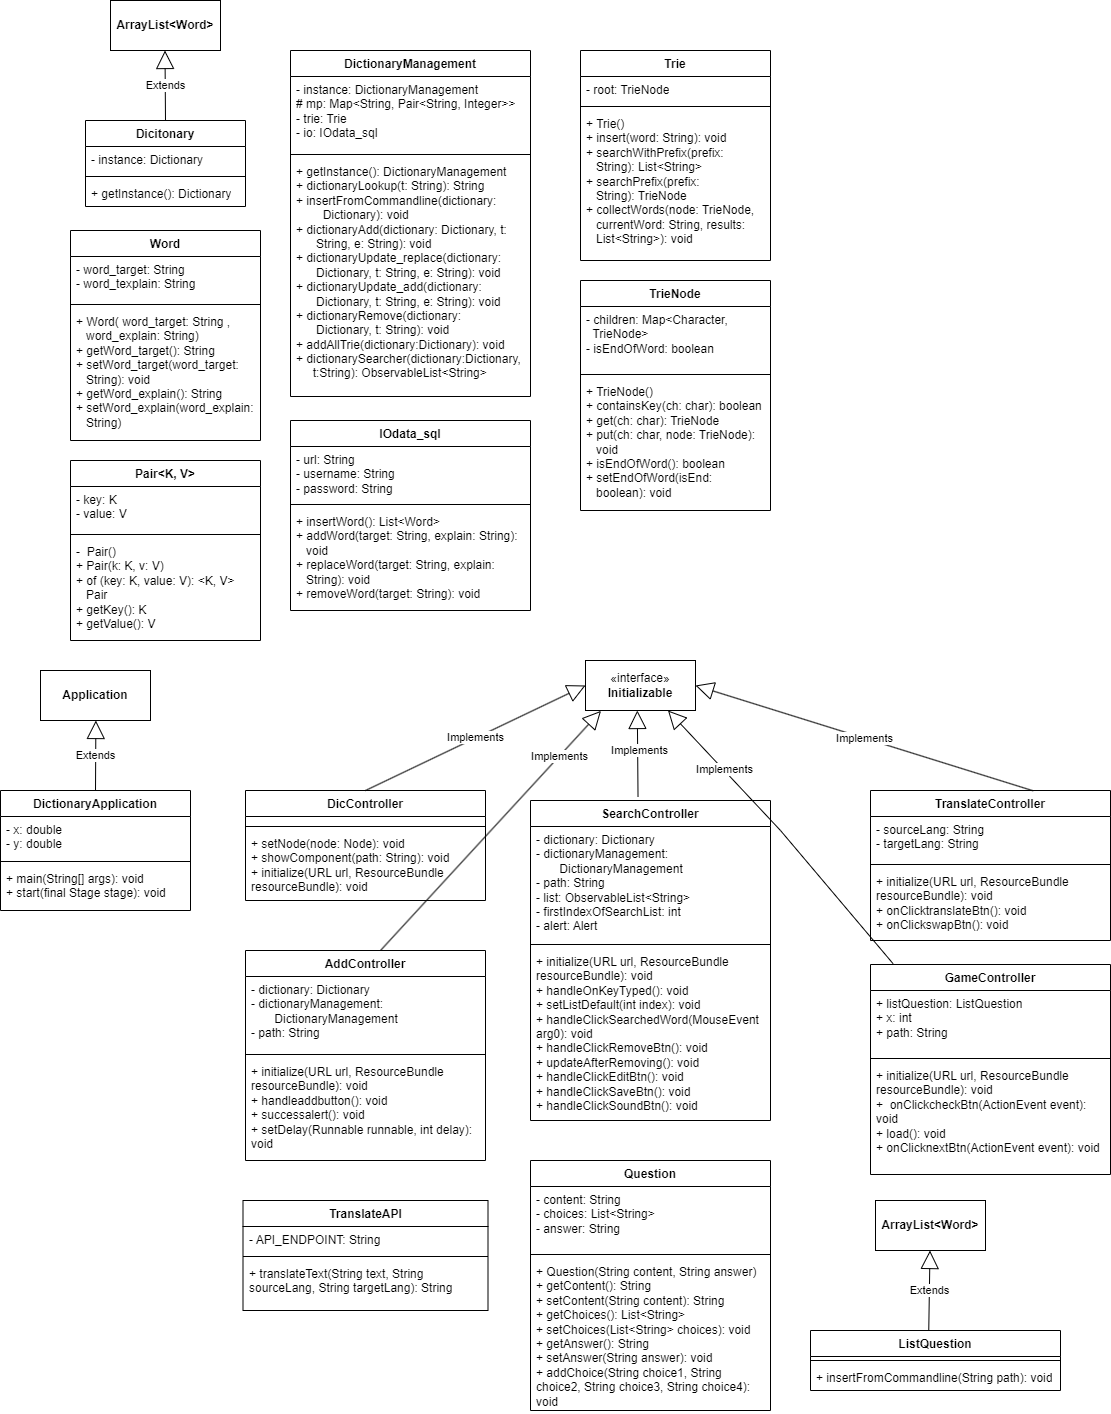 ArrayList<Word>
Extends
Dicitonary
- instance: Dictionary
+ getInstance(): Dictionary
Word
- word_target: String
- word_texplain: String
+ Word( word_target: String ,
word_explain: String)
+ getWord_target(): String
+ setWord_target(word_target:
String): void
+ getWord_explain(): String
+ setWord_explain(word_explain:
String)
Pair<K, V>
- key: K
- value: V
- Pair()
+ Pair(k: K, v: V)
+ of (key: K, value: V): <K, V>
Pair
+ getKey(): K
+ getValue(): V
DictionaryManagement
- instance: DictionaryManagement
# mp: Map<String, Pair<String, Integer>>
- trie: Trie
- io: IOdata_sql
+ getInstance(): DictionaryManagement
+ dictionaryLookup(t: String): String
+ insertFromCommandline(dictionary:
Dictionary): void
+ dictionaryAdd(dictionary: Dictionary, t:
String, e: String): void
+ dictionaryUpdate_replace(dictionary:
Dictionary, t: String, e: String): void
+ dictionaryUpdate_add(dictionary:
Dictionary, t: String, e: String): void
+ dictionaryRemove(dictionary:
Dictionary, t: String): void
+ addAllTrie(dictionary:Dictionary): void
+ dictionarySearcher(dictionary:Dictionary,
t:String): ObservableList<String>
IOdata_sql
- url: String
- username: String
- password: String
+ insertWord(): List<Word>
+ addWord(target: String, explain: String):
void
+ replaceWord(target: String, explain:
String): void
+ removeWord(target: String): void
Trie
- root: TrieNode
+ Trie()
+ insert(word: String): void
+ searchWithPrefix(prefix:
String): List<String>
+ searchPrefix(prefix:
String): TrieNode
+ collectWords(node: TrieNode,
currentWord: String, results:
List<String>): void
TrieNode
- children: Map<Character,
TrieNode>
- isEndOfWord: boolean
+ TrieNode()
+ containsKey(ch: char): boolean
+ get(ch: char): TrieNode
+ put(ch: char, node: TrieNode):
void
+ isEndOfWord(): boolean
+ setEndOfWord(isEnd:
boolean): void
Application
Extends
DictionaryApplication
- x: double
- y: double
+ main(String[] args): void
+ start(final Stage stage): void
«interface»
Initializable
Implements
Implements
Implements
Implements
Implements
DicController
+ setNode(node: Node): void
+ showComponent(path: String): void
+ initialize(URL url, ResourceBundle
resourceBundle): void
AddController
- dictionary: Dictionary
- dictionaryManagement:
DictionaryManagement
- path: String
+ initialize(URL url, ResourceBundle
resourceBundle): void
+ handleaddbutton(): void
+ successalert(): void
+ setDelay(Runnable runnable, int delay):
void
SearchController
- dictionary: Dictionary
- dictionaryManagement:
DictionaryManagement
- path: String
- list: ObservableList<String>
- firstIndexOfSearchList: int
- alert: Alert
+ initialize(URL url, ResourceBundle
resourceBundle): void
+ handleOnKeyTyped(): void
+ setListDefault(int index): void
+ handleClickSearchedWord(MouseEvent
arg0): void
+ handleClickRemoveBtn(): void
+ updateAfterRemoving(): void
+ handleClickEditBtn(): void
+ handleClickSaveBtn(): void
+ handleClickSoundBtn(): void
TranslateController
- sourceLang: String
- targetLang: String
+ initialize(URL url, ResourceBundle
resourceBundle): void
+ onClicktranslateBtn(): void
+ onClickswapBtn(): void
GameController
+ listQuestion: ListQuestion
+ x: int
+ path: String
+ initialize(URL url, ResourceBundle
resourceBundle): void
+ onClickcheckBtn(ActionEvent event):
void
+ load(): void
+ onClicknextBtn(ActionEvent event): void
TranslateAPI
- API_ENDPOINT: String
+ translateText(String text, String
sourceLang, String targetLang): String
Question
- content: String
- choices: List<String>
- answer: String
+ Question(String content, String answer)
+ getContent(): String
+ setContent(String content): String
+ getChoices(): List<String>
+ setChoices(List<String> choices): void
+ getAnswer(): String
+ setAnswer(String answer): void
+ addChoice(String choice1, String
choice2, String choice3, String choice4):
void
ArrayList<Word>
Extends
ListQuestion
+ insertFromCommandline(String path): void